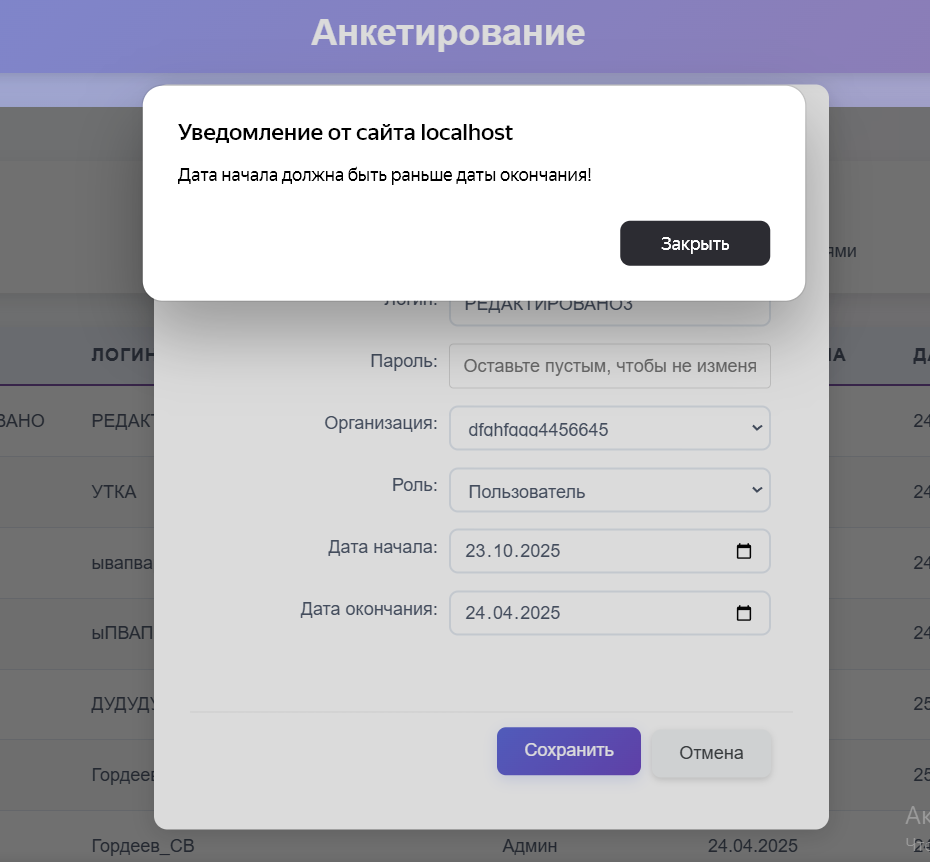 Анкетирование
Уведомление от сайта localhost
Дата начала должна быть раньше даты окончания!
Закрыть
Логин: РЕДАКТИРОВАНО3
Пароль: Оставьте пустым, чтобы не изменя
Организация: dfghfggg4456645
Роль: Пользователь
Дата начала: 23.10.2025
Дата окончания: 24.04.2025
Сохранить Отмена
ями
ЛОГИН ДА
ВАНО РЕДАКТ 24
УТКА 24
ывапва 24
ыПВАП 24
ДУДУДУ 25
Гордеев 25
Гордеев_СВ Админ 24.04.2025